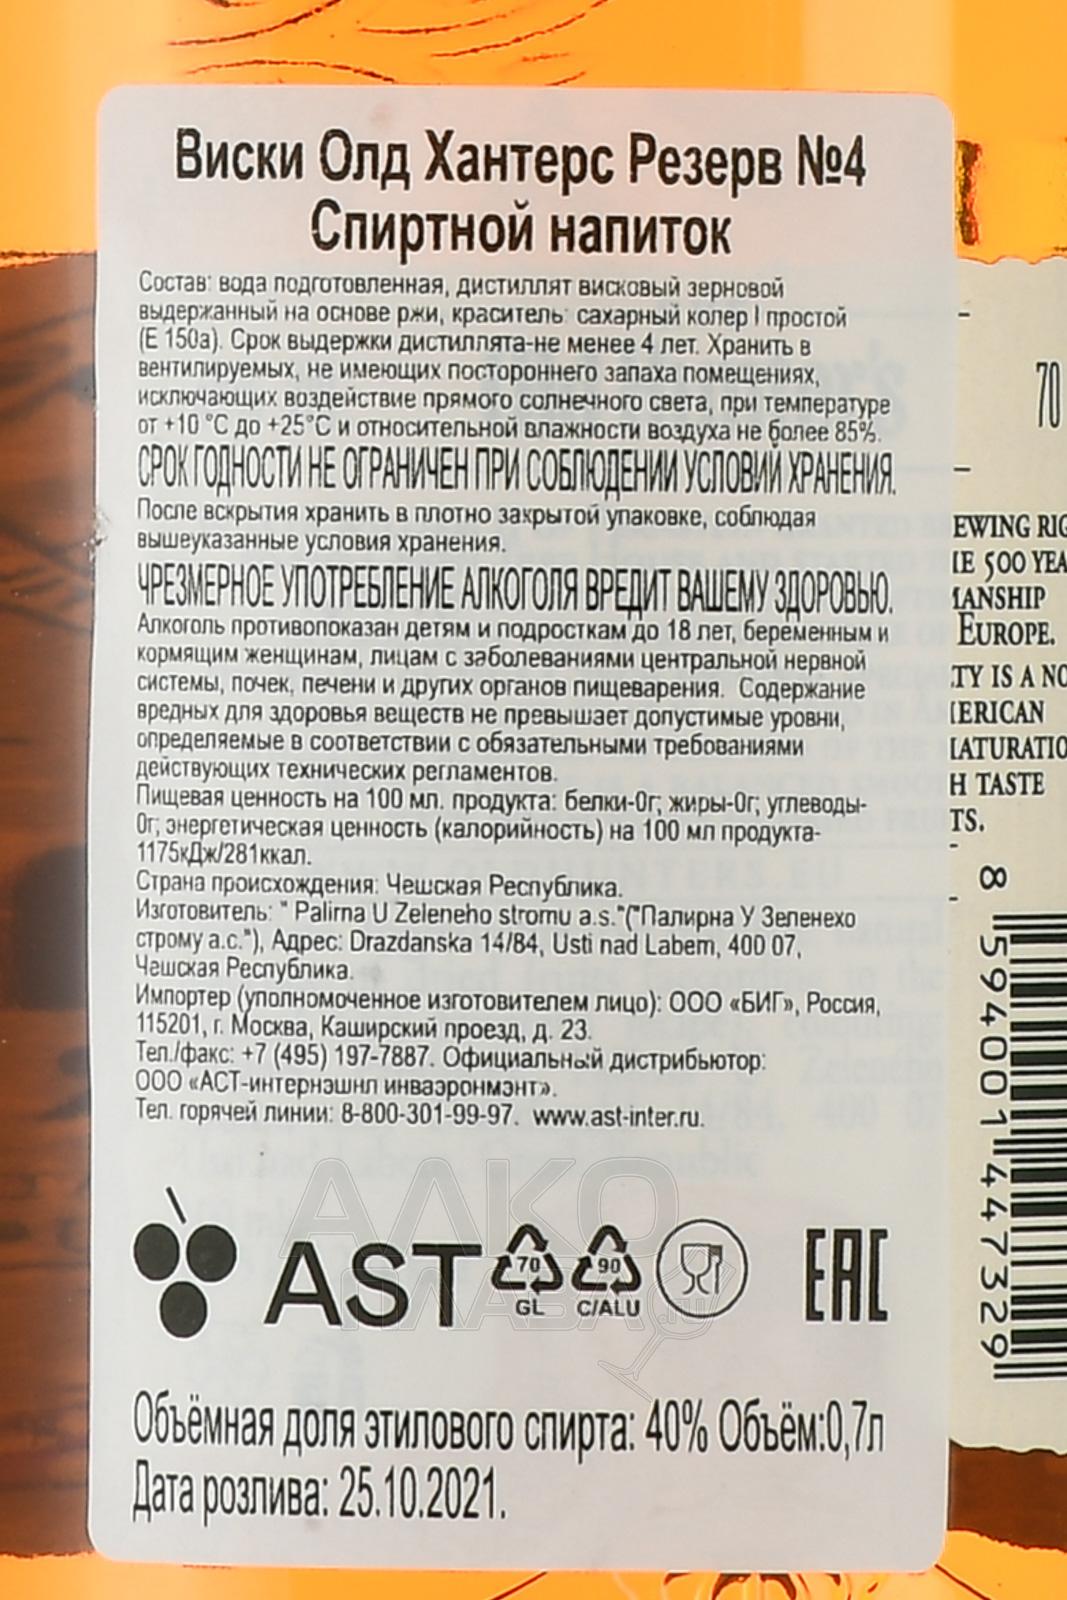 Виски Олд Хантерс Резерв №4
Спиртной напиток
Состав: вода подготовленная, дистиллят висковый зерновой
выдержанный на основе ржи, краситель: сахарный колер I простой
(Е 150а). Срок выдержки дистиллята-не менее 4 лет. Хранить в
вентилируемых, не имеющих постороннего запаха помещениях,
исключающих воздействие прямого солнечного света, при температуре
от +10 °С до +25°С и относительной влажности воздуха не более 85%.
СРОК ГОДНОСТИ НЕ ОГРАНИЧЕН ПРИ СОБЛЮДЕНИИ УСЛОВИЙ ХРАНЕНИЯ.
После вскрытия хранить в плотно закрытой упаковке, соблюдая
вышеуказанные условия хранения.
ЧРЕЗМЕРНОЕ УПОТРЕБЛЕНИЕ АЛКОГОЛЯ ВРЕДИТ ВАШЕМУ ЗДОРОВЬЮ.
Алкоголь противопоказан детям и подросткам до 18 лет, беременным и
кормящим женщинам, лицам с заболеваниями центральной нервной
системы, почек, печени и других органов пищеварения. Содержание
вредных для здоровья веществ не превышает допустимые уровни,
определяемые в соответствии с обязательными требованиями
действующих технических регламентов.
Пищевая ценность на 100 мл. продукта: белки-0г; жиры-0г; углеводы-
0г; энергетическая ценность (калорийность) на 100 мл продукта-
1175кДж/281ккал.
Страна происхождения: Чешская Республика.
Изготовитель: " Palirna U Zeleneho stromu a.s."("Палирна У Зеленехо
строму а.с."), Адрес: Drazdanska 14/84, Usti nad Labem, 400 07,
Чешская Республика.
Импортер (уполномоченное изготовителем лицо): ООО «БИГ», Россия,
115201, г. Москва, Каширский проезд, д. 23.
Тел./факс: +7 (495) 197-7887. Официальный дистрибьютор:
ООО «АСТ-интернэшнл инваэронмэнт».
Тел. горячей линии: 8-800-301-99-97. www.ast-inter.ru.
AST
70
GL
90
C/ALU
EAC
Объёмная доля этилового спирта: 40% Объём:0,7л
Дата розлива: 25.10.2021.
АЛКО
ПЛАВАЗ.ru
70
EWING RIG
IE 500 YEA
IANSHIP
EUROPE.
TY IS A NO
IERICAN
IATURATIO
H TASTE
TS.
8 594001 447329